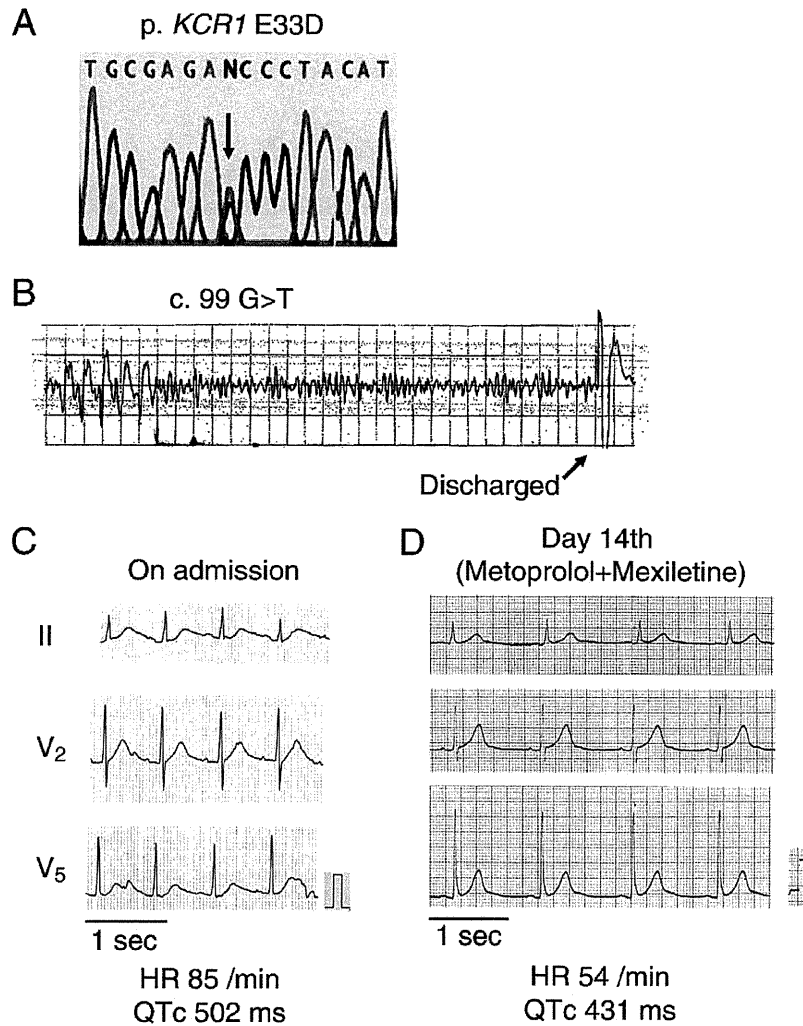 A
p. KCR1 E33D
TGCGAGANCCCTACAT
B
c. 99 G>T
Discharged
C
On admission
II
V2
V5
1 sec
HR 85 /min
QTc 502 ms
D
Day 14th
(Metoprolol+Mexiletine)
1 sec
HR 54 /min
QTc 431 ms